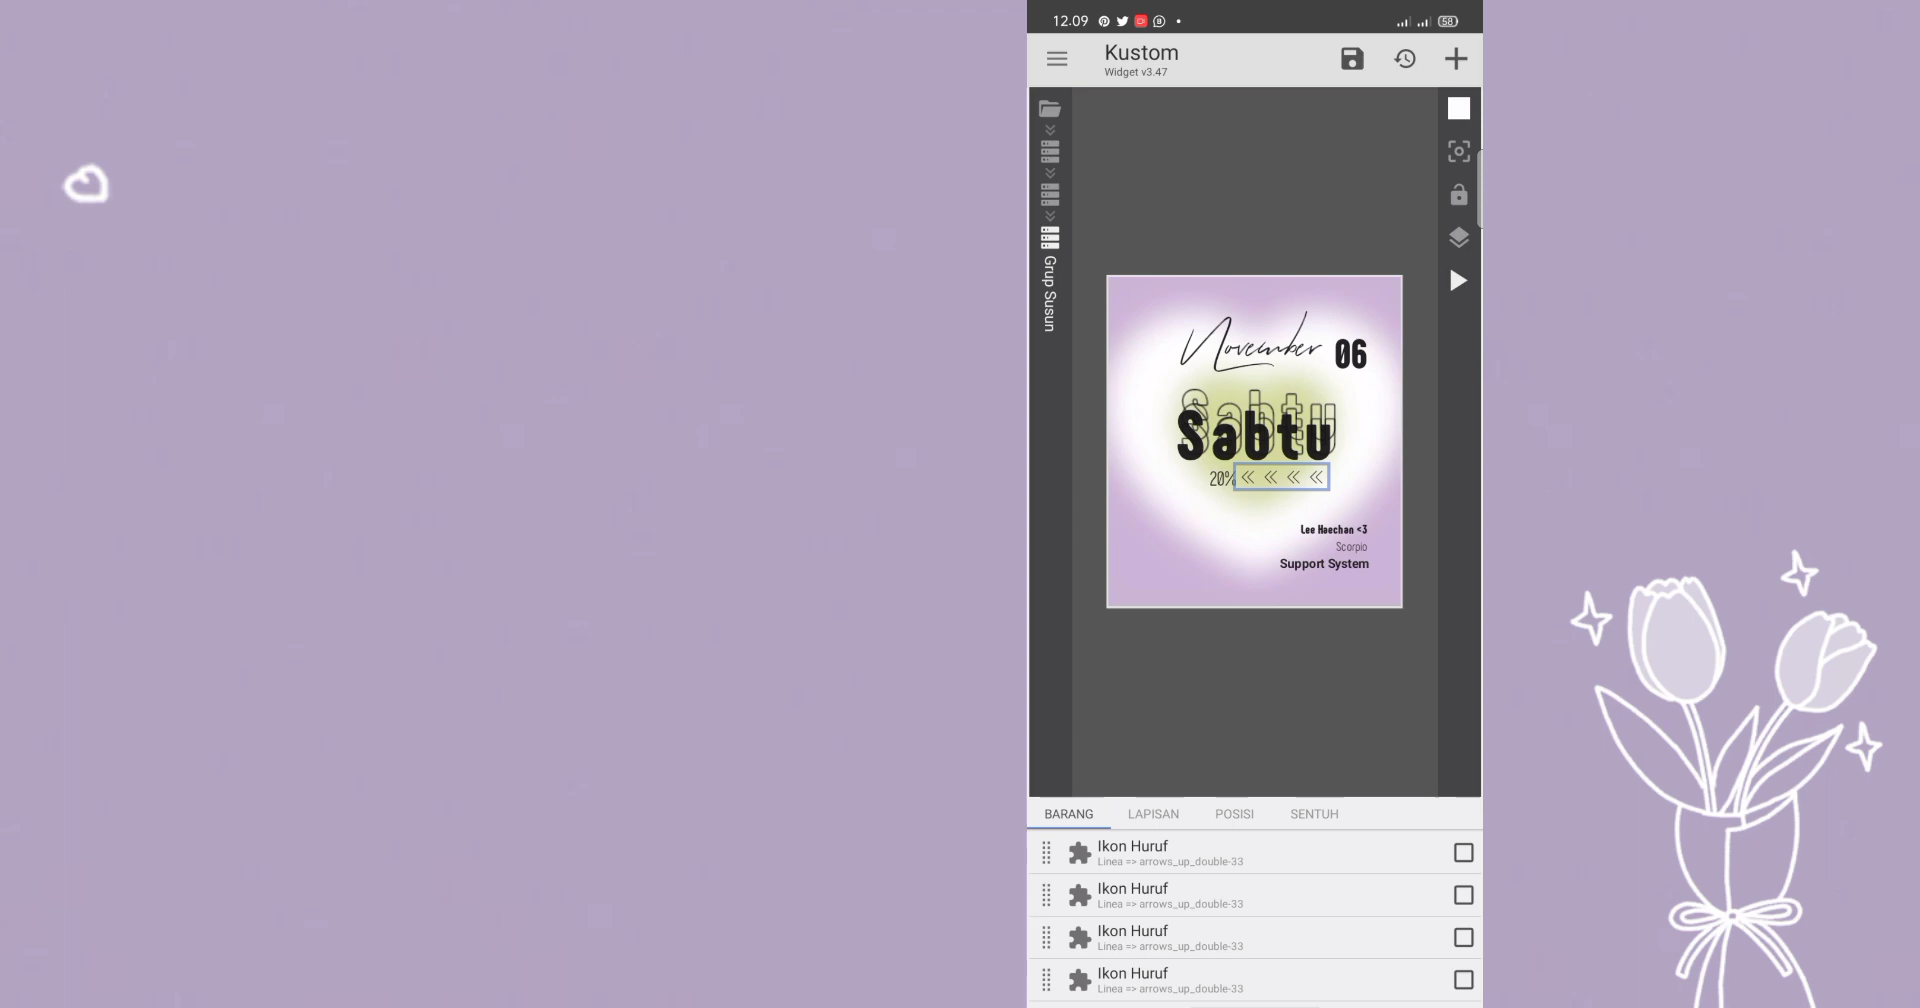 12.09
58
Kustom
Widget v3.47
Grup Susun
November 06
Sabtu
Sabtu
20%
Lee Haechan <3
Scorpio
Support System
BARANG LAPISAN POSISI SENTUH
Ikon Huruf
Linea => arrows_up_double-33
Ikon Huruf
Linea => arrows_up_double-33
Ikon Huruf
Linea => arrows_up_double-33
Ikon Huruf
Linea => arrows_up_double-33